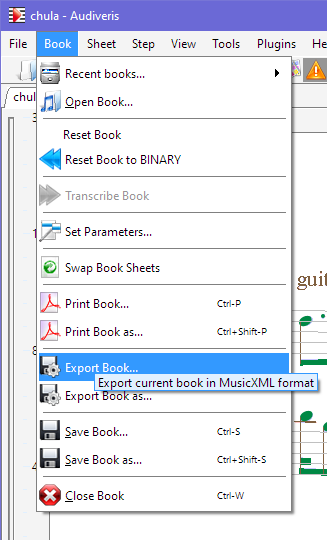 chula - Audiveris
File Book Sheet Step View Tools Plugins He
chula
Recent books...
Open Book...
Reset Book
Reset Book to BINARY
Transcribe Book
Set Parameters...
Swap Book Sheets
guit
Print Book... Ctrl-P
Print Book as... Ctrl+Shift-P
Export Book...
Export current book in MusicXML format
Export Book as...
Save Book... Ctrl-S
Save Book as... Ctrl+Shift-S
Close Book Ctrl-W